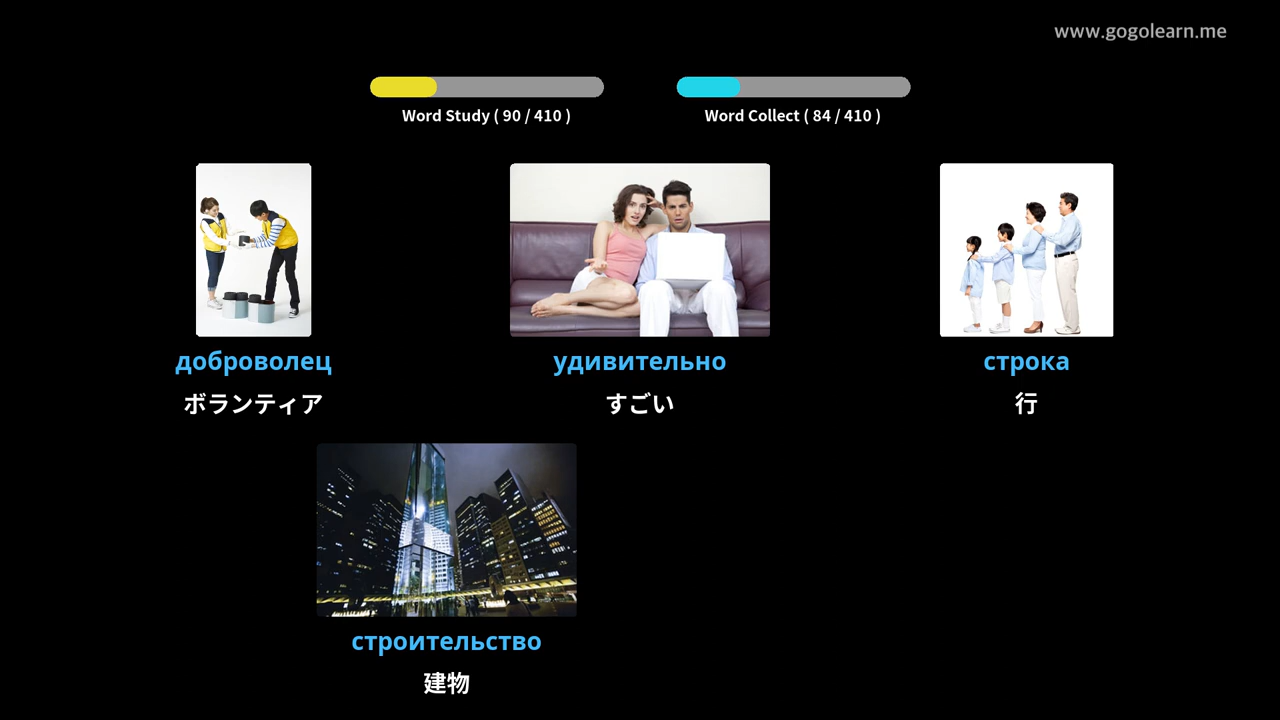 www.gogolearn.me
Word Study ( 90 / 410 )
Word Collect ( 84 / 410 )
доброволец
удивительно
строка
ボランティア
すごい
行
строительство
建物